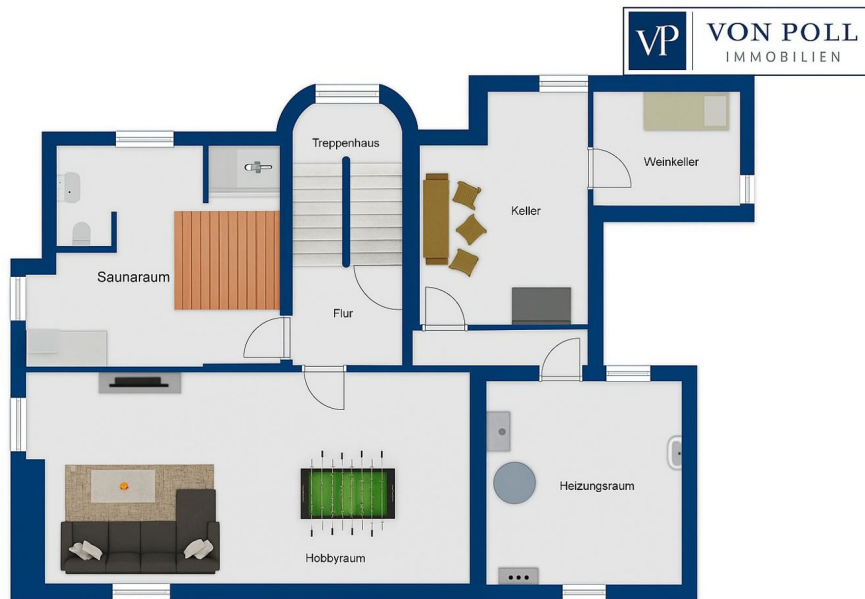 VP
VON POLL
IMMOBILIEN
Treppenhaus
Weinkeller
Keller
Saunaraum
Flur
Heizungsraum
Hobbyraum